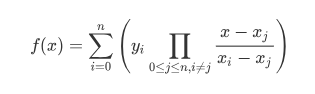 f(x) = \sum_{i=0}^{n} \left( y_i \prod_{0 \le j \le n, i \ne j} \frac{x - x_j}{x_i - x_j} \right)